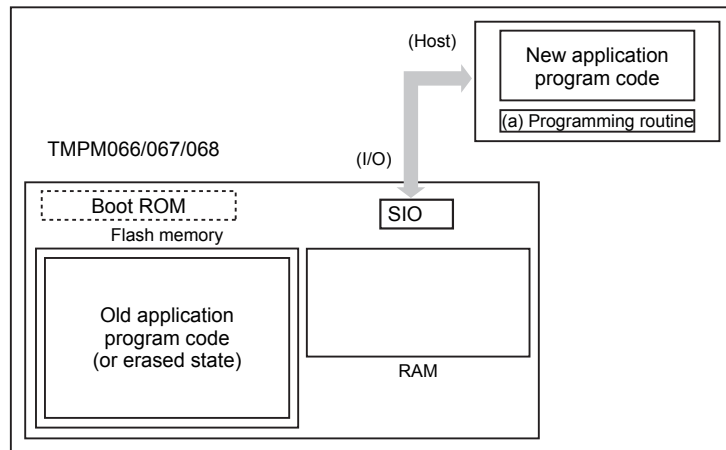 (Host)
New application
program code
(a) Programming routine
TMPM066/067/068
(I/O)
Boot ROM
SIO
Flash memory
Old application
program code
(or erased state)
RAM